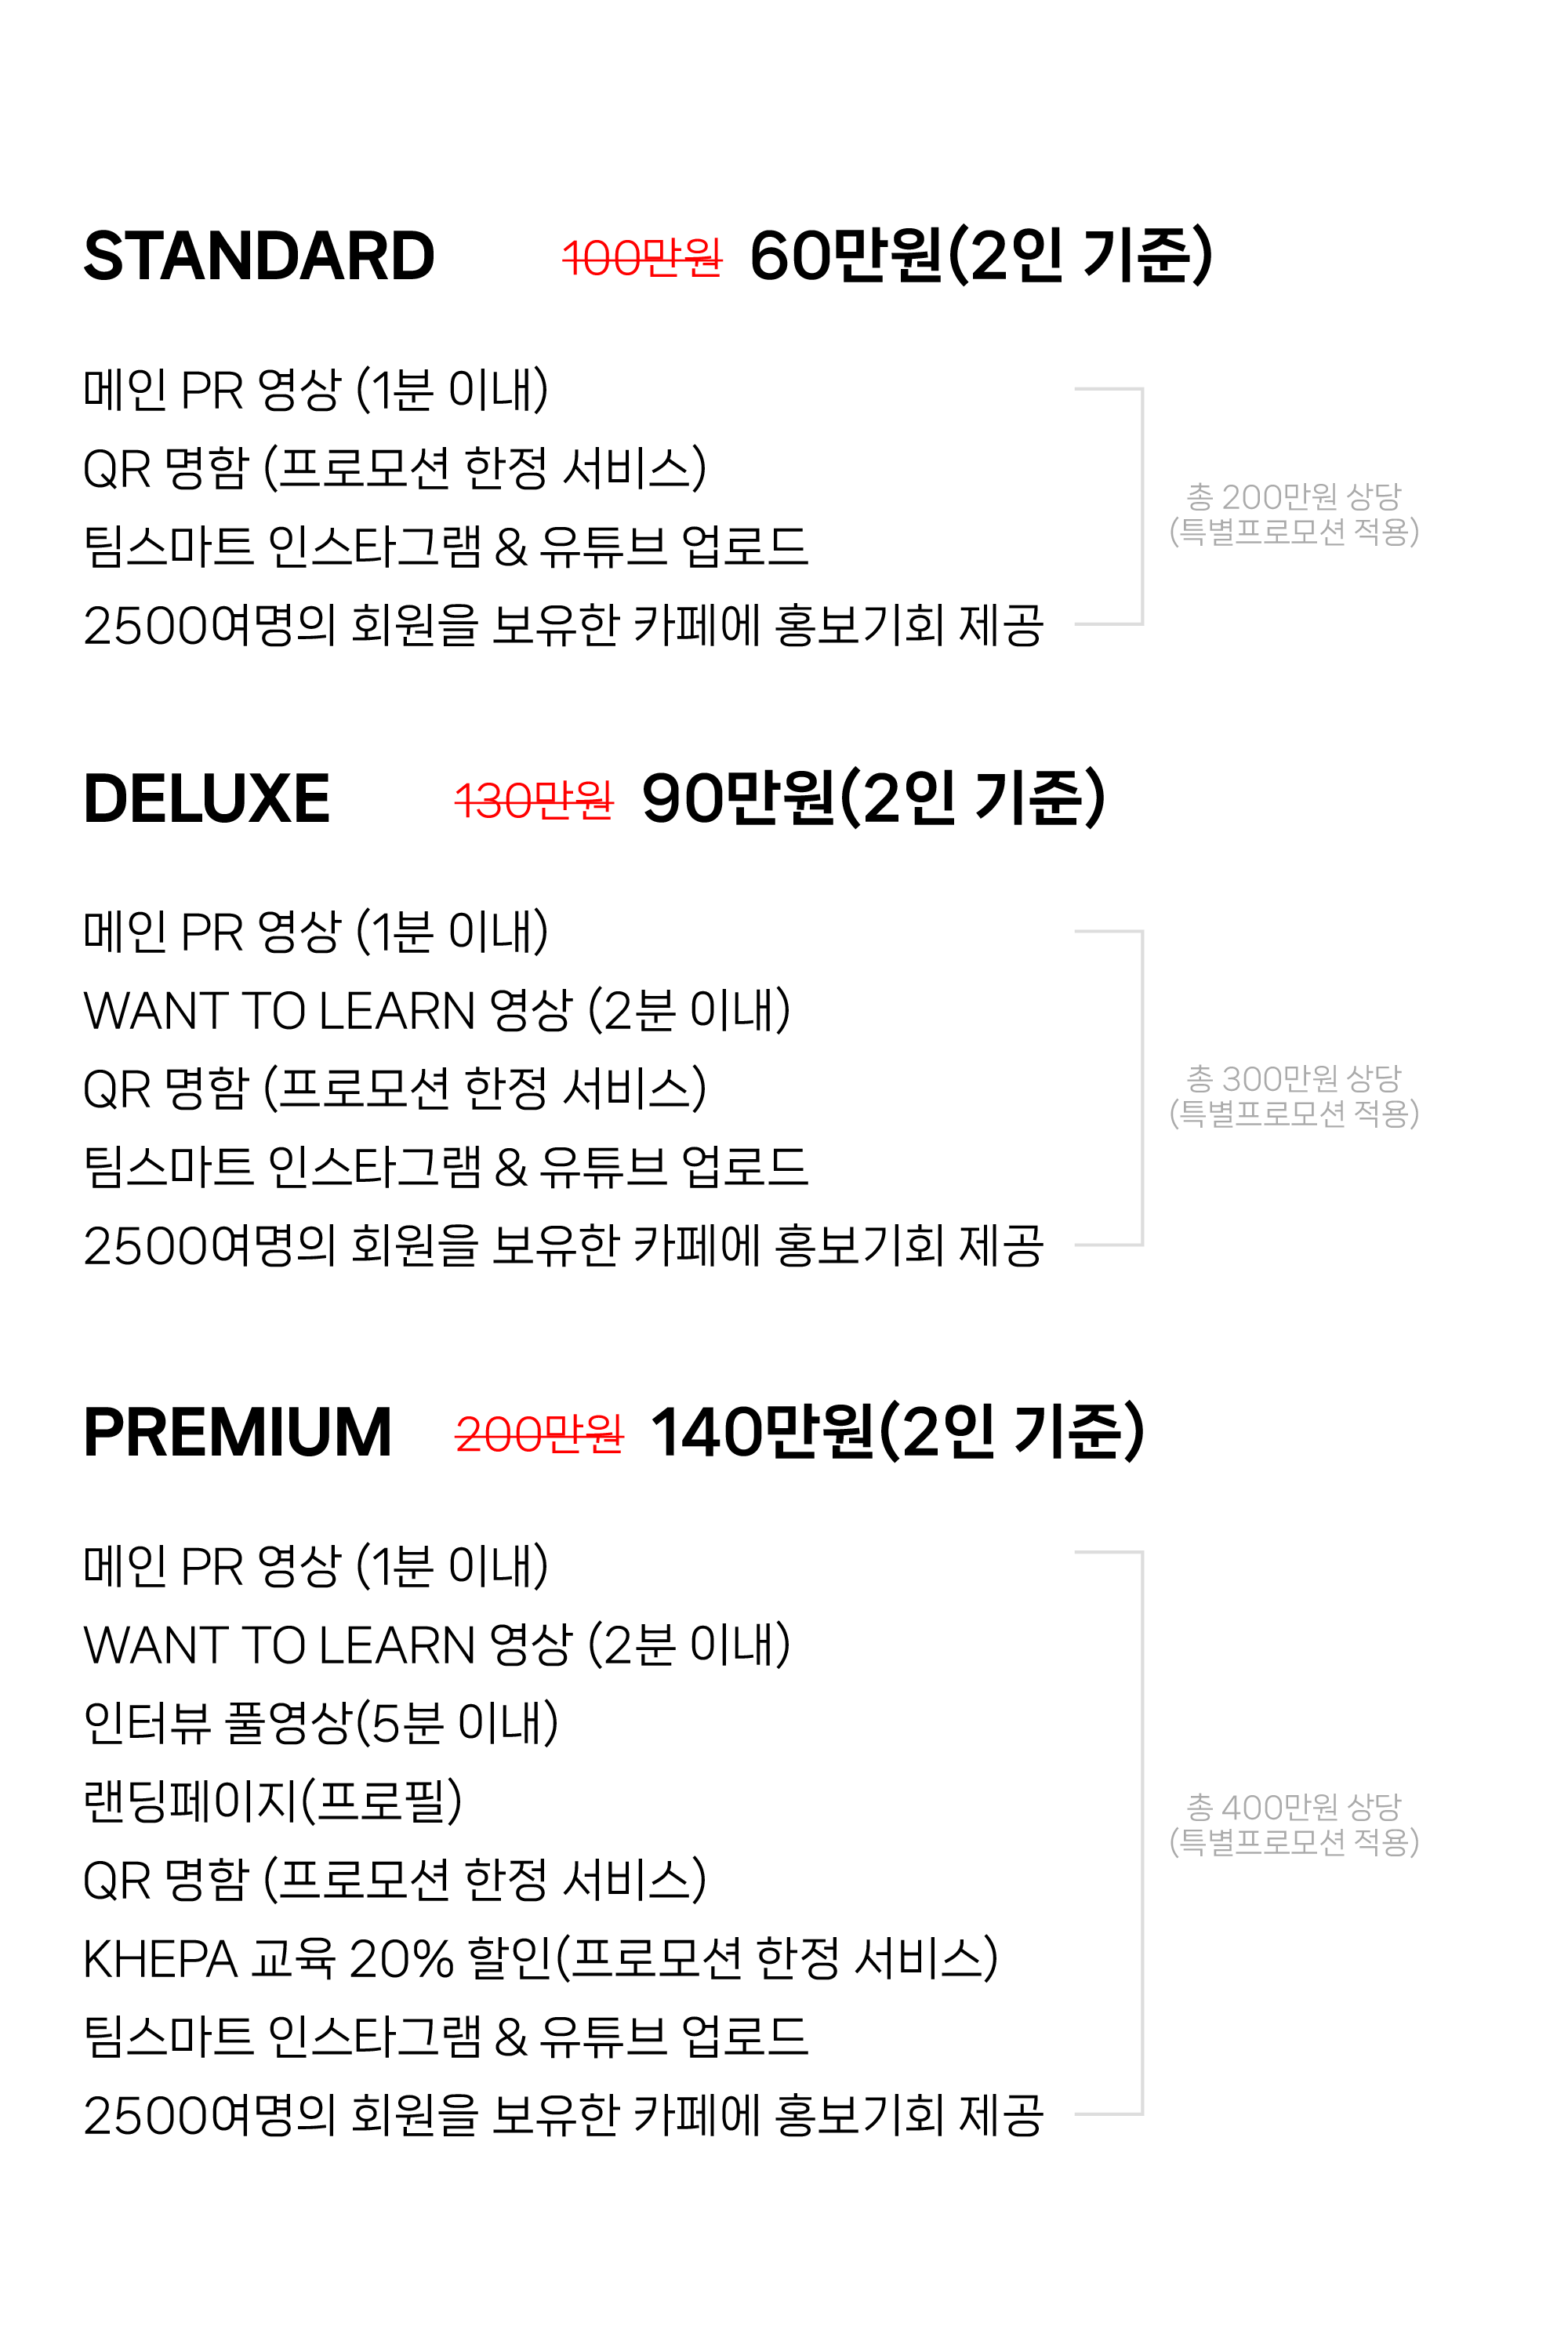 STANDARD 100만원 60만원(2인 기준)
메인 PR 영상 (1분 이내)
QR 명함 (프로모션 한정 서비스)
팀스마트 인스타그램 & 유튜브 업로드
2500여명의 회원을 보유한 카페에 홍보기회 제공
총 200만원 상당
(특별프로모션 적용)
DELUXE 130만원 90만원(2인 기준)
메인 PR 영상 (1분 이내)
WANT TO LEARN 영상 (2분 이내)
QR 명함 (프로모션 한정 서비스)
팀스마트 인스타그램 & 유튜브 업로드
2500여명의 회원을 보유한 카페에 홍보기회 제공
총 300만원 상당
(특별프로모션 적용)
PREMIUM 200만원 140만원(2인 기준)
메인 PR 영상 (1분 이내)
WANT TO LEARN 영상 (2분 이내)
인터뷰 풀영상(5분 이내)
랜딩페이지(프로필)
QR 명함 (프로모션 한정 서비스)
KHEPA 교육 20% 할인(프로모션 한정 서비스)
팀스마트 인스타그램 & 유튜브 업로드
2500여명의 회원을 보유한 카페에 홍보기회 제공
총 400만원 상당
(특별프로모션 적용)